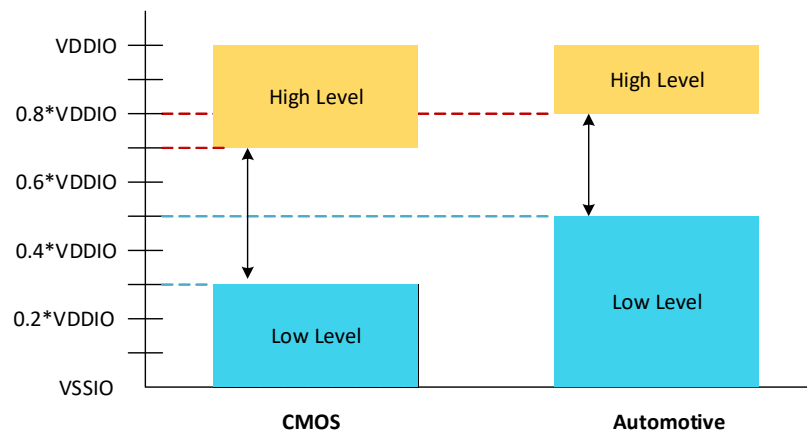 VDDIO
0.8*VDDIO
0.6*VDDIO
0.4*VDDIO
0.2*VDDIO
VSSIO
High Level
Low Level
High Level
Low Level
CMOS
Automotive